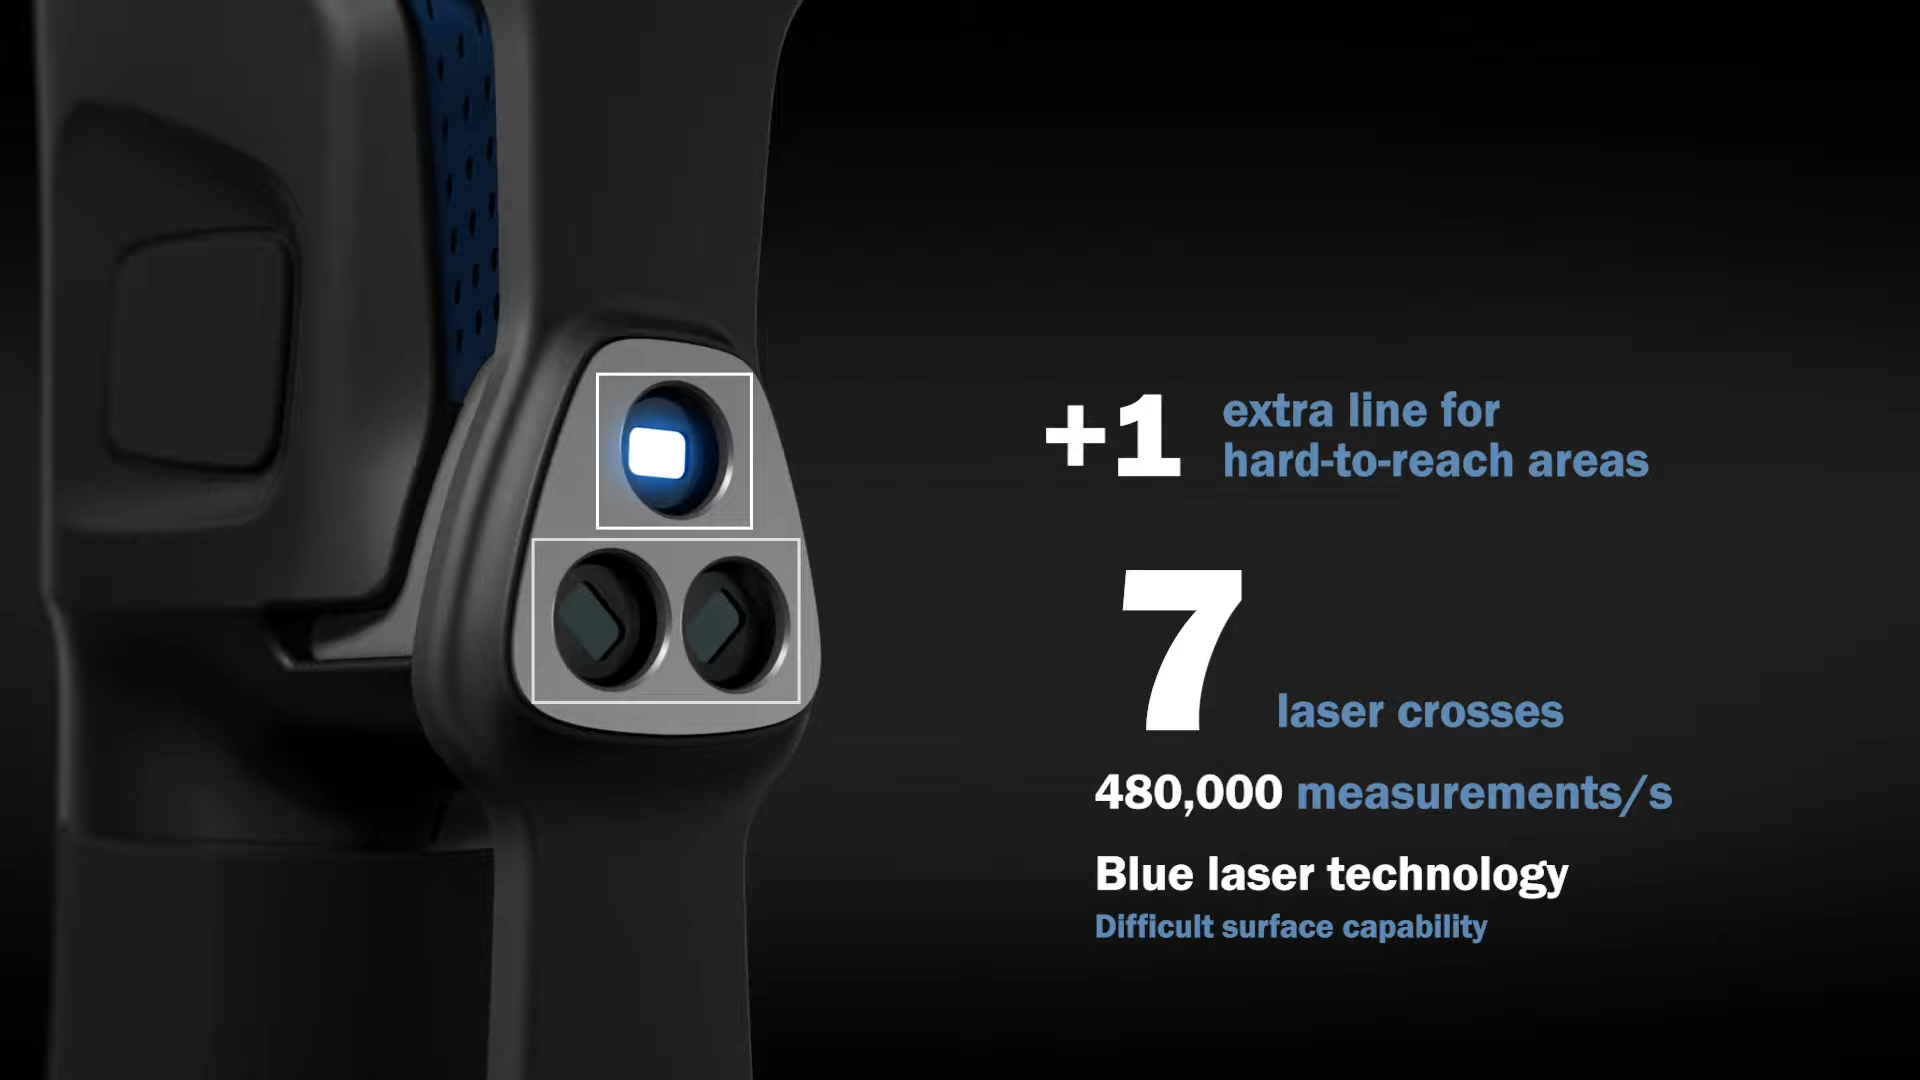 +1 extra line for
hard-to-reach areas
7 laser crosses
480,000 measurements/s
Blue laser technology
Difficult surface capability